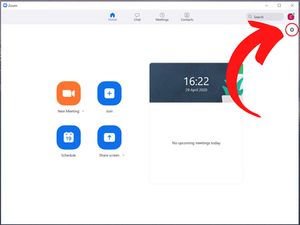 Zoom
Home
Chat
Meetings
Contacts
Search
16:22
29 April 2020
New Meeting
Join
19
Schedule
Share screen
No upcoming meetings today